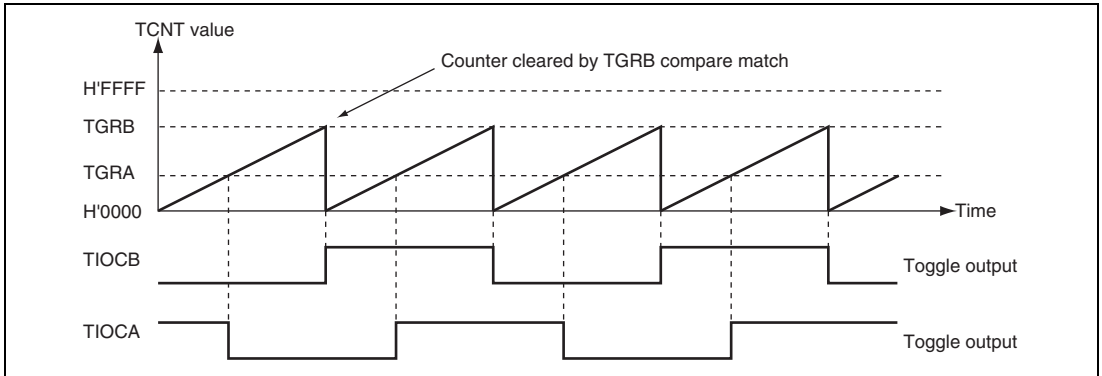 TCNT value
Counter cleared by TGRB compare match
H'FFFF
TGRB
TGRA
H'0000
Time
TIOCB
Toggle output
TIOCA
Toggle output